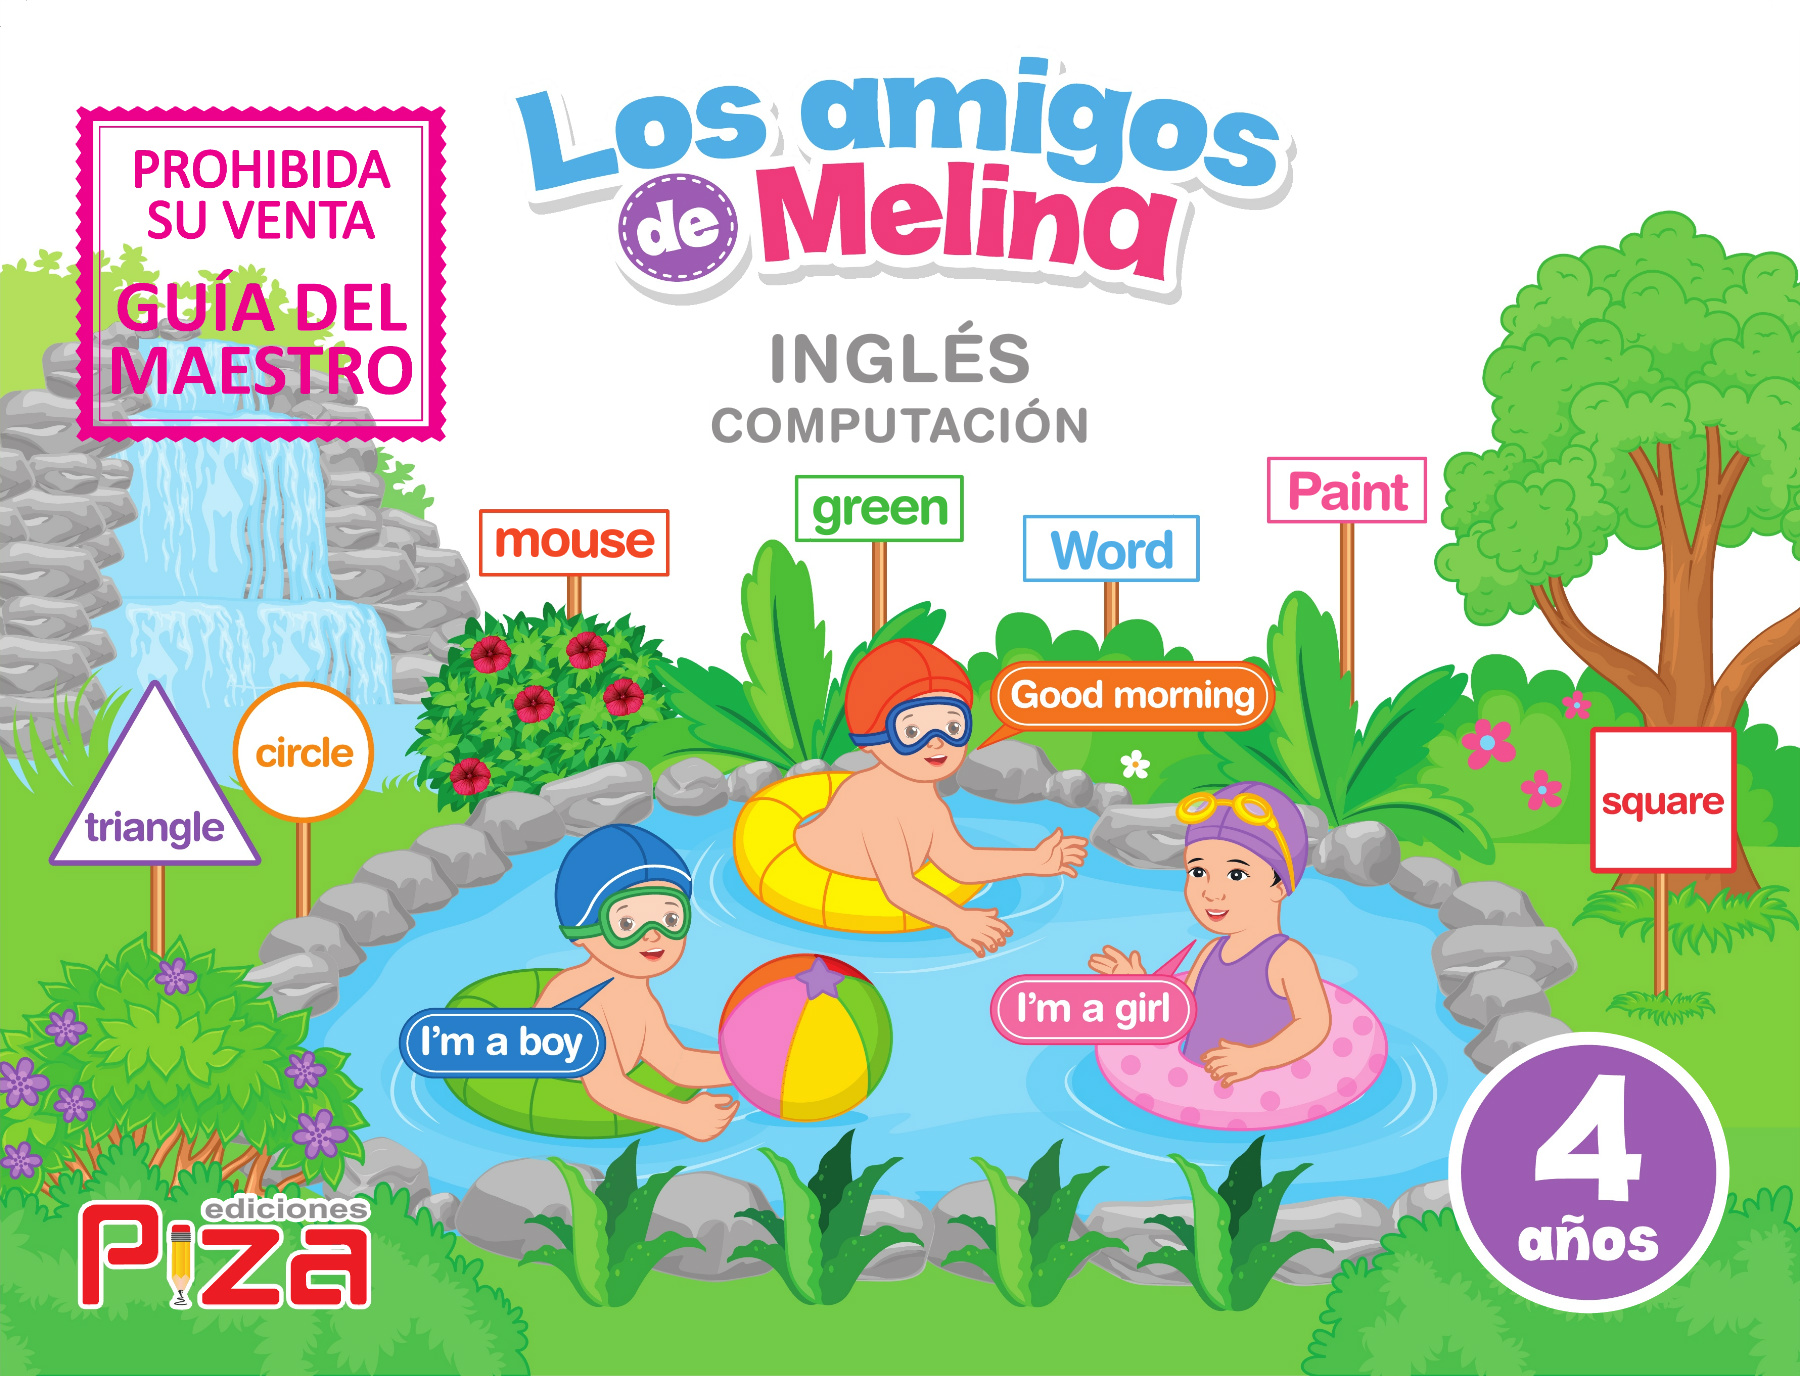 Los amigos
de Melina
PROHIBIDA
SU VENTA
GUÍA DEL
MAESTRO
INGLÉS
COMPUTACIÓN
mouse
green
Word
Paint
Good morning
triangle
circle
square
I'm a boy
I'm a girl
ediciones
Piza
4
años